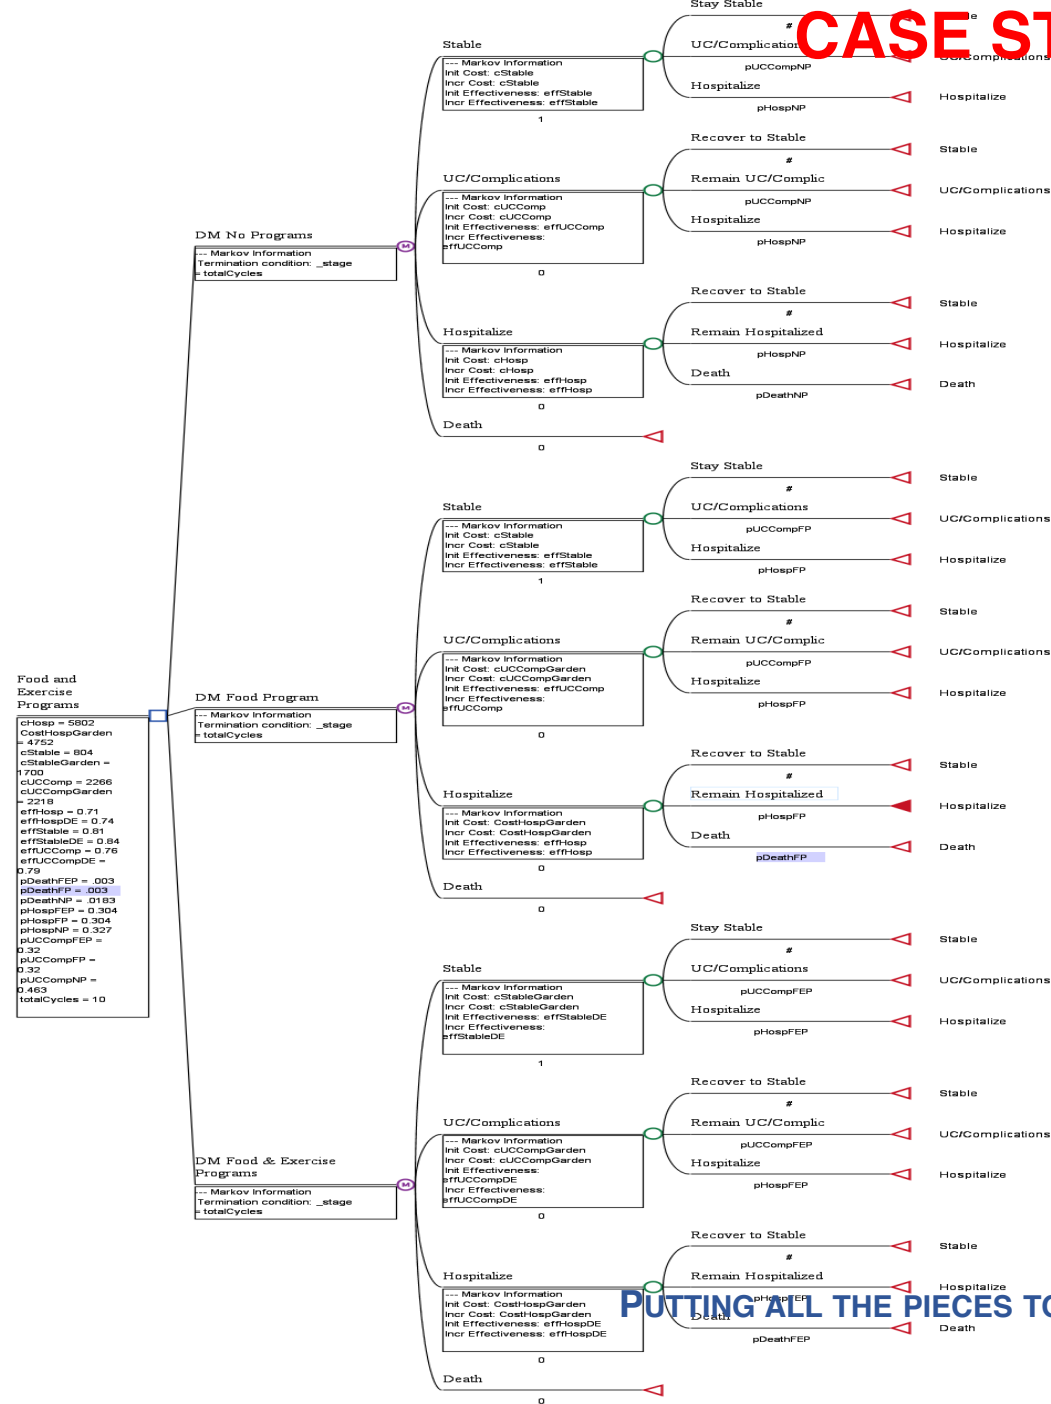 CASE ST
Stay Stable
#
Stable
UC/Complications
pUCCompNP
UC/Complications
--- Markov Information
Init Cost: cStable
Incr Cost: cStable
Init Effectiveness: effStable
Incr Effectiveness: effStable
1
Hospitalize
pHospNP
Hospitalize
Recover to Stable
#
Stable
UC/Complications
--- Markov Information
Init Cost: cUCComp
Incr Cost: cUCComp
Init Effectiveness: effUCComp
Incr Effectiveness:
effUCComp
0
Remain UC/Complic
pUCCompNP
UC/Complications
Hospitalize
pHospNP
Hospitalize
DM No Programs
--- Markov Information
Termination condition: _stage
= totalCycles
Recover to Stable
#
Stable
Hospitalize
--- Markov Information
Init Cost: cHosp
Incr Cost: cHosp
Init Effectiveness: effHosp
Incr Effectiveness: effHosp
0
Remain Hospitalized
pHospNP
Hospitalize
Death
pDeathNP
Death
Death
0
Stay Stable
#
Stable
Stable
--- Markov Information
Init Cost: cStable
Incr Cost: cStable
Init Effectiveness: effStable
Incr Effectiveness: effStable
1
UC/Complications
pUCCompFP
UC/Complications
Hospitalize
pHospFP
Hospitalize
Recover to Stable
#
Stable
UC/Complications
--- Markov Information
Init Cost: cUCCompGarden
Incr Cost: cUCCompGarden
Init Effectiveness: effUCComp
Incr Effectiveness:
effUCComp
0
Remain UC/Complic
pUCCompFP
UC/Complications
Hospitalize
pHospFP
Hospitalize
Food and
Exercise
Programs
cHosp = 5802
CostHospGarden
= 4752
cStable = 804
cStableGarden =
1700
cUCComp = 2266
cUCCompGarden
= 2218
effHosp = 0.71
effHospDE = 0.74
effStable = 0.81
effStableDE = 0.84
effUCComp = 0.76
effUCCompDE =
0.79
pDeathFEP = .003
pDeathFP = .003
pDeathNP = .0183
pHospFEP = 0.304
pHospFP = 0.304
pHospNP = 0.327
pUCCompFEP =
0.32
pUCCompFP =
0.32
pUCCompNP =
0.463
totalCycles = 10
DM Food Program
--- Markov Information
Termination condition: _stage
= totalCycles
Recover to Stable
#
Stable
Hospitalize
--- Markov Information
Init Cost: CostHospGarden
Incr Cost: CostHospGarden
Init Effectiveness: effHosp
Incr Effectiveness: effHosp
0
Remain Hospitalized
pHospFP
Hospitalize
Death
pDeathFP
Death
Death
0
Stay Stable
#
Stable
Stable
--- Markov Information
Init Cost: cStableGarden
Incr Cost: cStableGarden
Init Effectiveness: effStableDE
Incr Effectiveness:
effStableDE
1
UC/Complications
pUCCompFEP
UC/Complications
Hospitalize
pHospFEP
Hospitalize
Recover to Stable
#
Stable
UC/Complications
--- Markov Information
Init Cost: cUCCompGarden
Incr Cost: cUCCompGarden
Init Effectiveness:
effUCCompDE
Incr Effectiveness:
effUCCompDE
0
Remain UC/Complic
pUCCompFEP
UC/Complications
Hospitalize
pHospFEP
Hospitalize
DM Food & Exercise
Programs
--- Markov Information
Termination condition: _stage
= totalCycles
Recover to Stable
#
Stable
Hospitalize
--- Markov Information
Init Cost: CostHospGarden
Incr Cost: CostHospGarden
Init Effectiveness: effHospDE
Incr Effectiveness: effHospDE
0
Remain Hospitalized
pHospFEP
Hospitalize
PUTTING ALL THE PIECES TO
Death
pDeathFEP
Death
Death
0